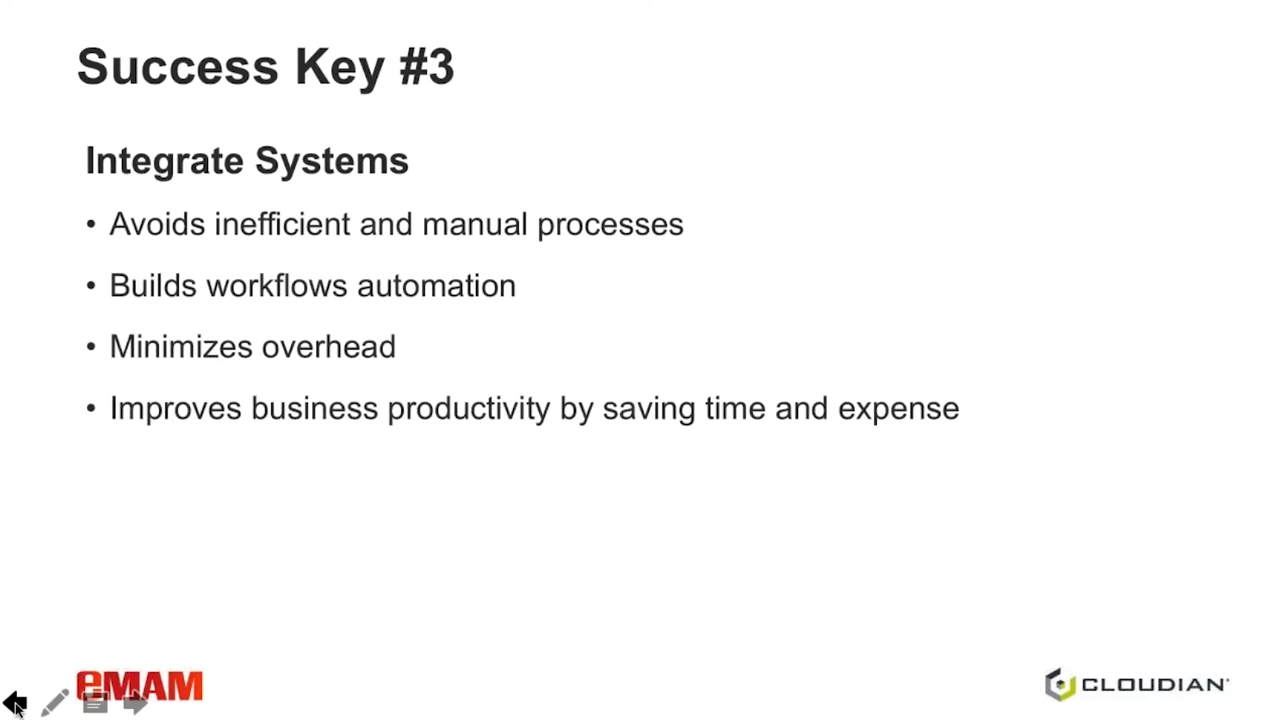 Success Key #3
Integrate Systems
• Avoids inefficient and manual processes
• Builds workflows automation
• Minimizes overhead
• Improves business productivity by saving time and expense
eMAM
CLOUDIAN